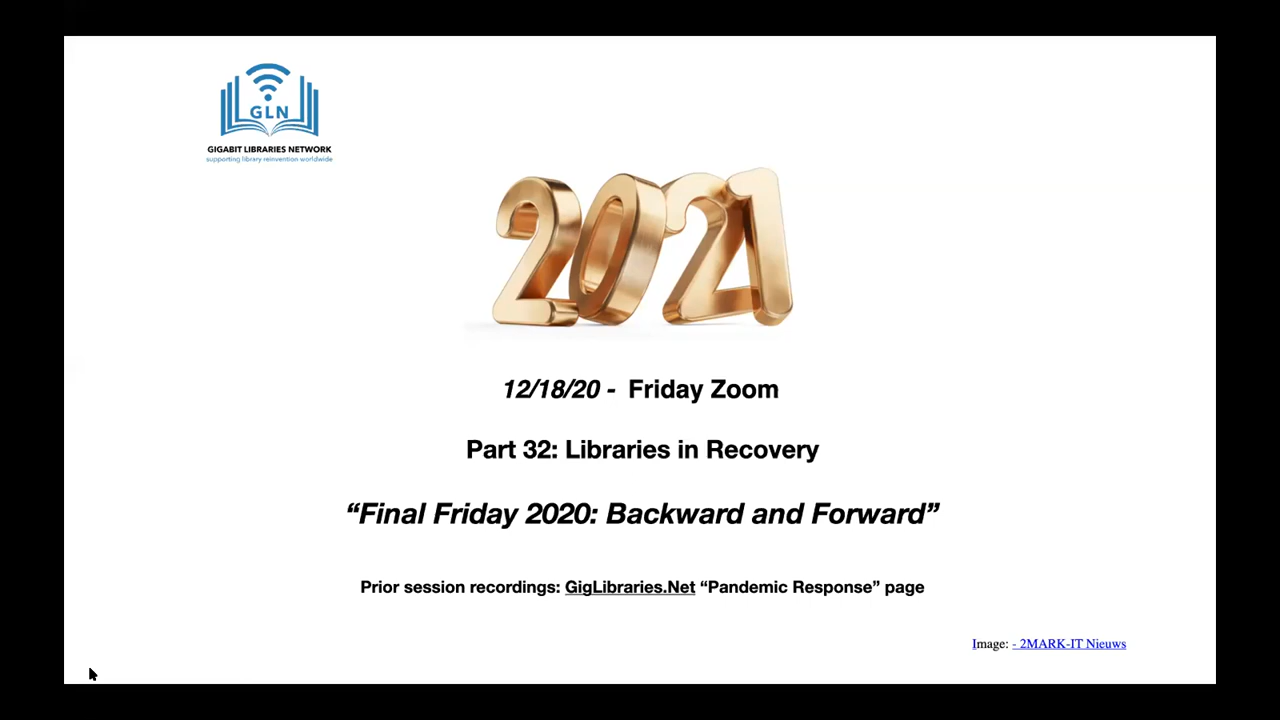 GLN
GIGABIT LIBRARIES NETWORK
supporting library reinvention worldwide
2021
12/18/20 - Friday Zoom
Part 32: Libraries in Recovery
“Final Friday 2020: Backward and Forward”
Prior session recordings: GigLibraries.Net “Pandemic Response” page
Image: - 2MARK-IT Nieuws